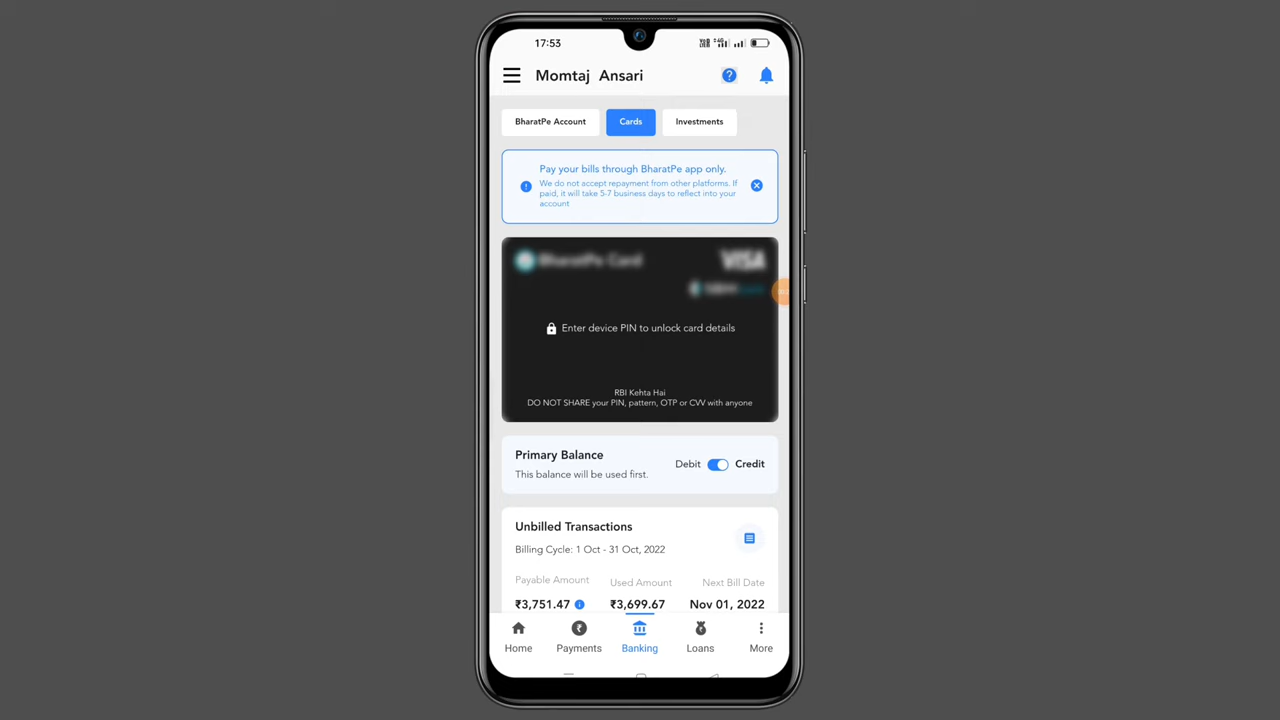 17:53
Momtaj Ansari
BharatPe Account Cards Investments
Pay your bills through BharatPe app only.
We do not accept repayment from other platforms. If
paid, it will take 5-7 business days to reflect into your
account
BharatPe Card VISA
Enter device PIN to unlock card details
RBI Kehta Hai
DO NOT SHARE your PIN, pattern, OTP or CVV with anyone
Primary Balance
This balance will be used first.
Debit Credit
Unbilled Transactions
Billing Cycle: 1 Oct - 31 Oct, 2022
Payable Amount Used Amount Next Bill Date
₹3,751.47 ₹3,699.67 Nov 01, 2022
Home Payments Banking Loans More